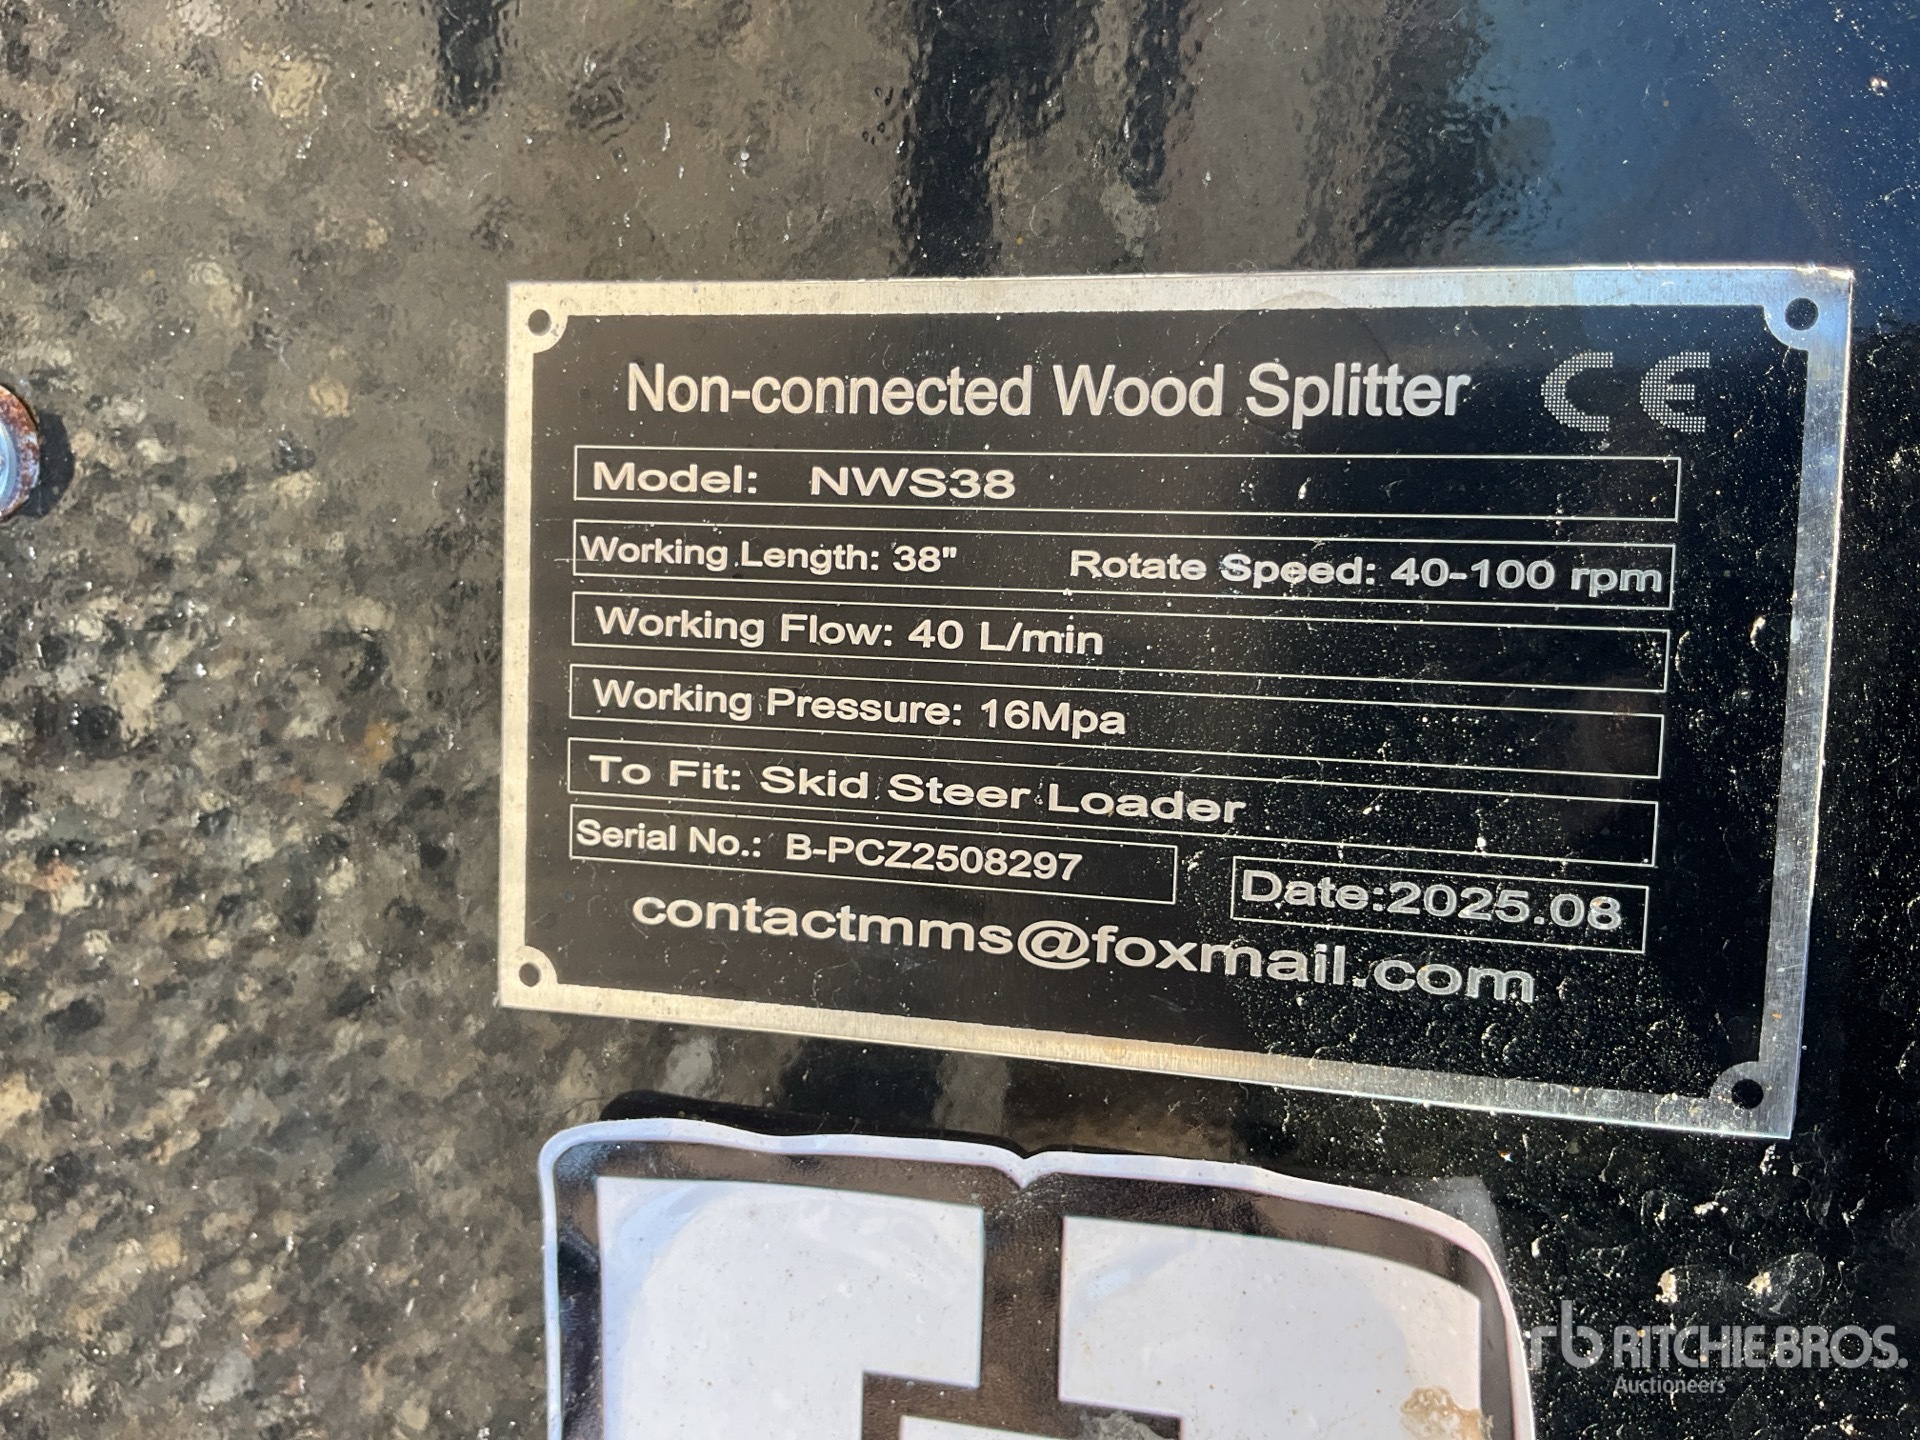 Non-connected Wood Splitter CE
Model: NWS38
Working Length: 38" Rotate Speed: 40-100 rpm
Working Flow: 40 L/min
Working Pressure: 16Mpa
To Fit: Skid Steer Loader
Serial No.: B-PCZ2508297
Date:2025.08
contactmms@foxmail.com
rb RITCHIE BROS.
Auctioneers